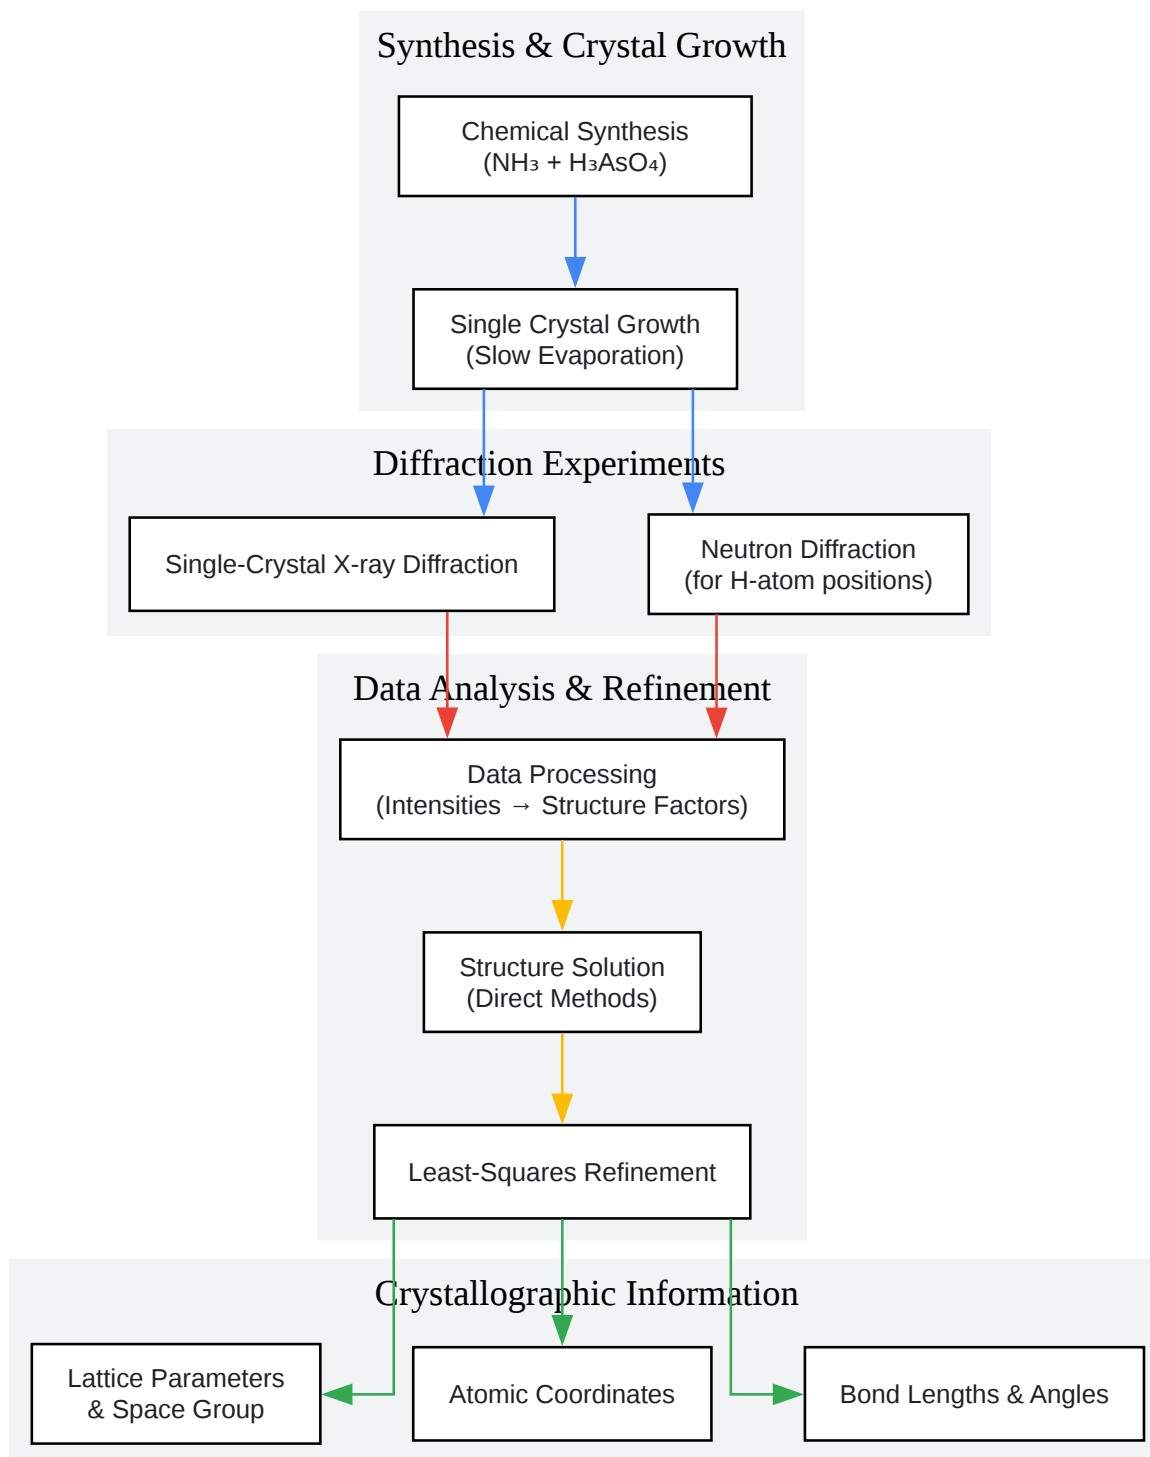 Synthesis & Crystal Growth
Chemical Synthesis
(NH₃ + H₃AsO₄)
Single Crystal Growth
(Slow Evaporation)
Diffraction Experiments
Single-Crystal X-ray Diffraction
Neutron Diffraction
(for H-atom positions)
Data Analysis & Refinement
Data Processing
(Intensities → Structure Factors)
Structure Solution
(Direct Methods)
Least-Squares Refinement
Crystallographic Information
Lattice Parameters
& Space Group
Atomic Coordinates
Bond Lengths & Angles